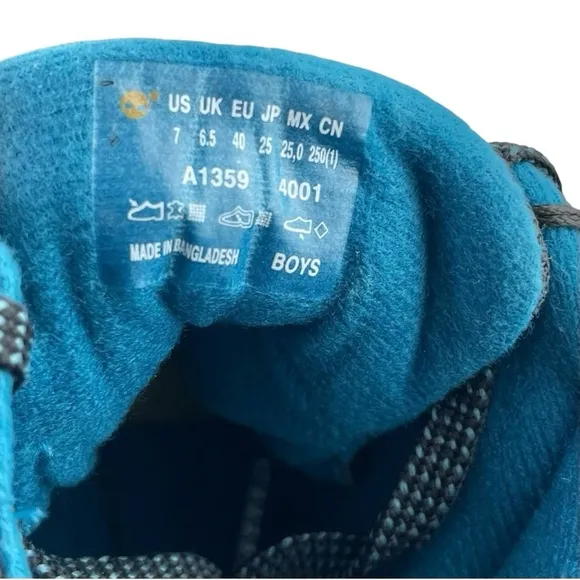 US UK EU JP MX CN
7 6.5 40 25 25,0 250(1)
A1359 4001
MADE IN BANGLADESH BOYS